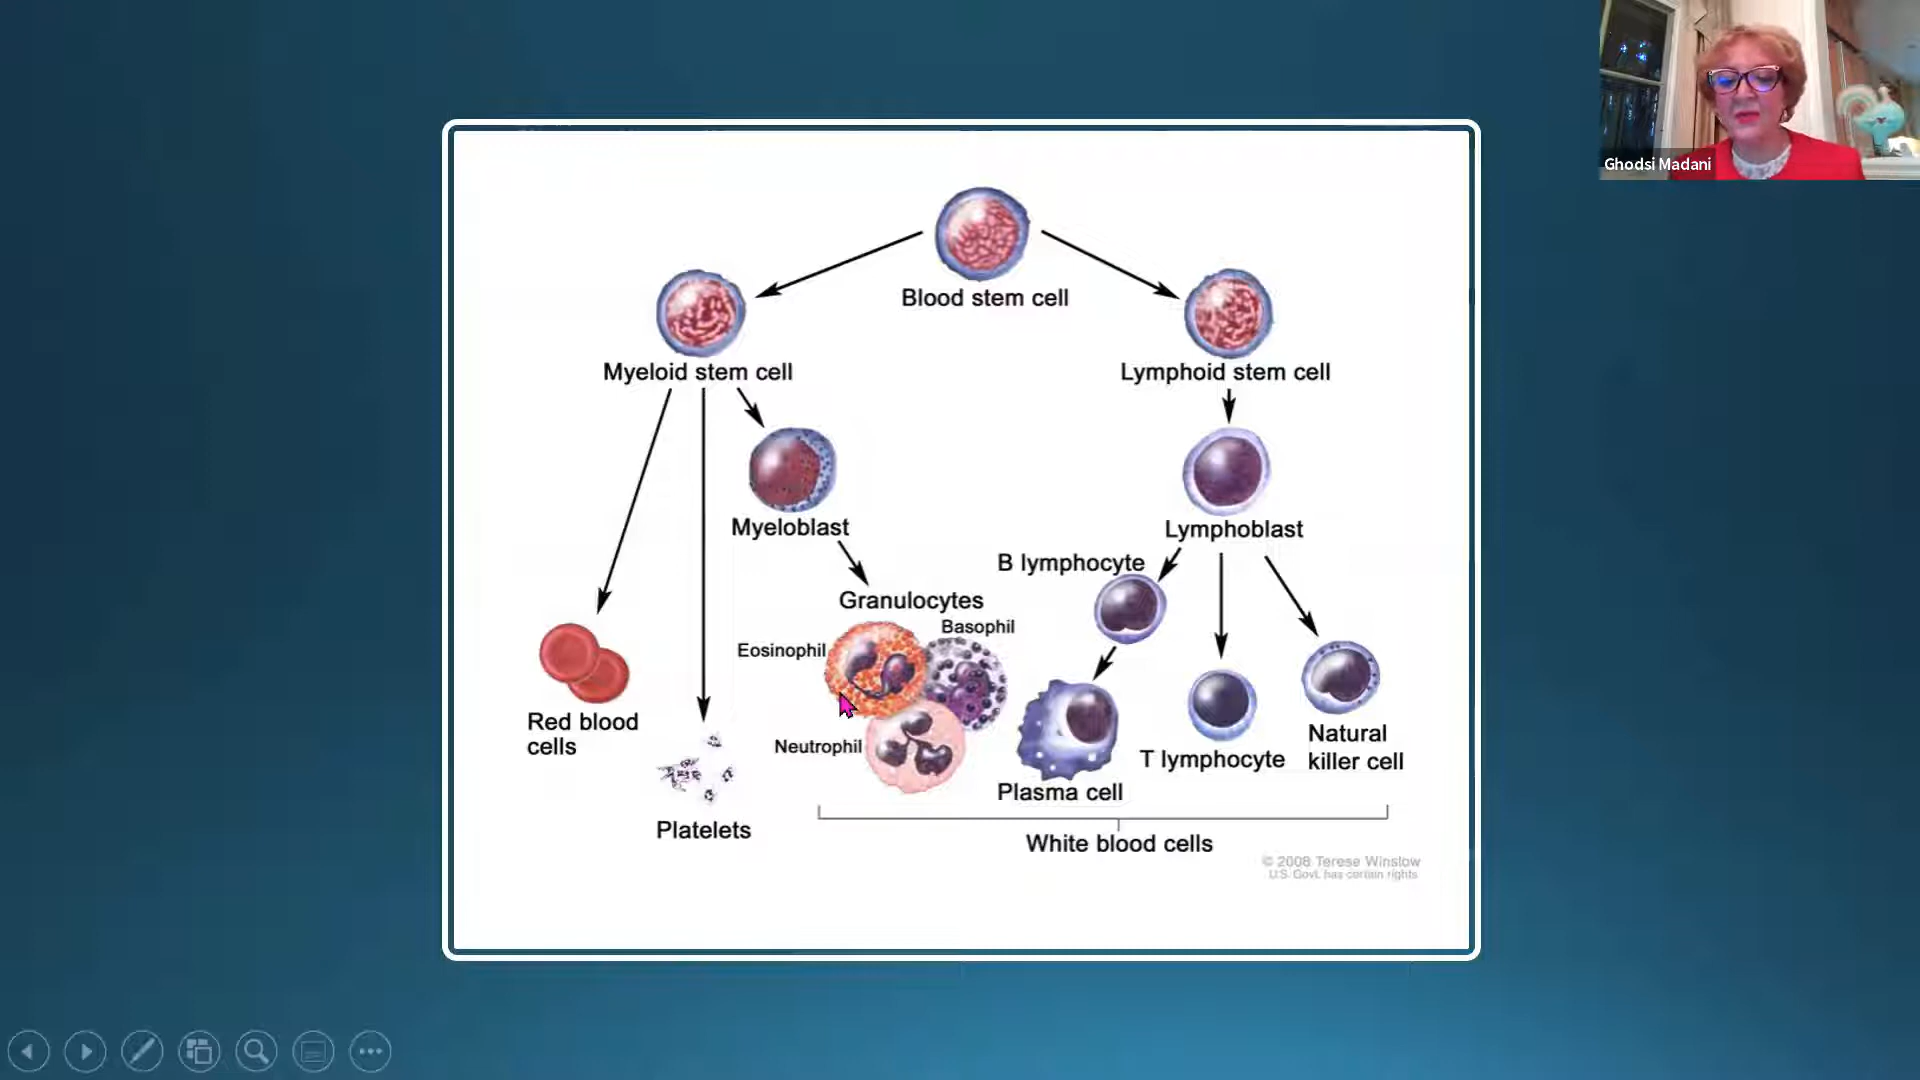 Ghodsi Madani
Blood stem cell
Myeloid stem cell
Lymphoid stem cell
Myeloblast
Lymphoblast
B lymphocyte
Granulocytes
Basophil
Eosinophil
Neutrophil
Red blood
cells
Platelets
Plasma cell
T lymphocyte
Natural
killer cell
White blood cells
© 2008 Terese Winslow
U.S. Govt. has certain rights